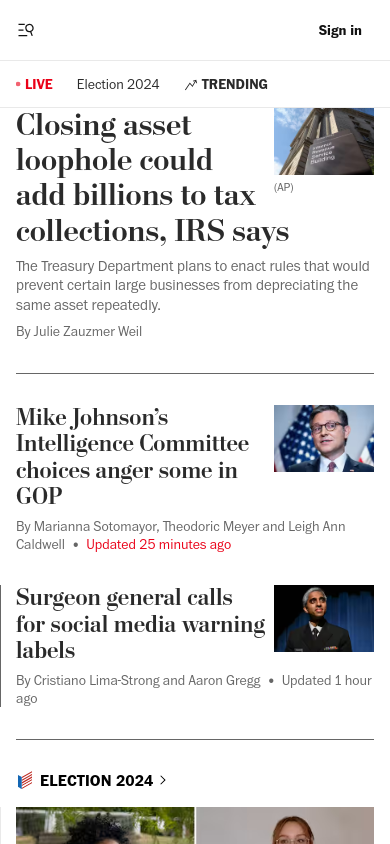 Sign in
LIVE
Election 2024
TRENDING
Closing asset
loophole could
add billions to tax
collections, IRS says
(AP)
The Treasury Department plans to enact rules that would
prevent certain large businesses from depreciating the
same asset repeatedly.
By Julie Zauzmer Weil
Mike Johnson’s
Intelligence Committee
choices anger some in
GOP
By Marianna Sotomayor, Theodoric Meyer and Leigh Ann
Caldwell • Updated 25 minutes ago
Surgeon general calls
for social media warning
labels
By Cristiano Lima-Strong and Aaron Gregg • Updated 1 hour
ago
ELECTION 2024